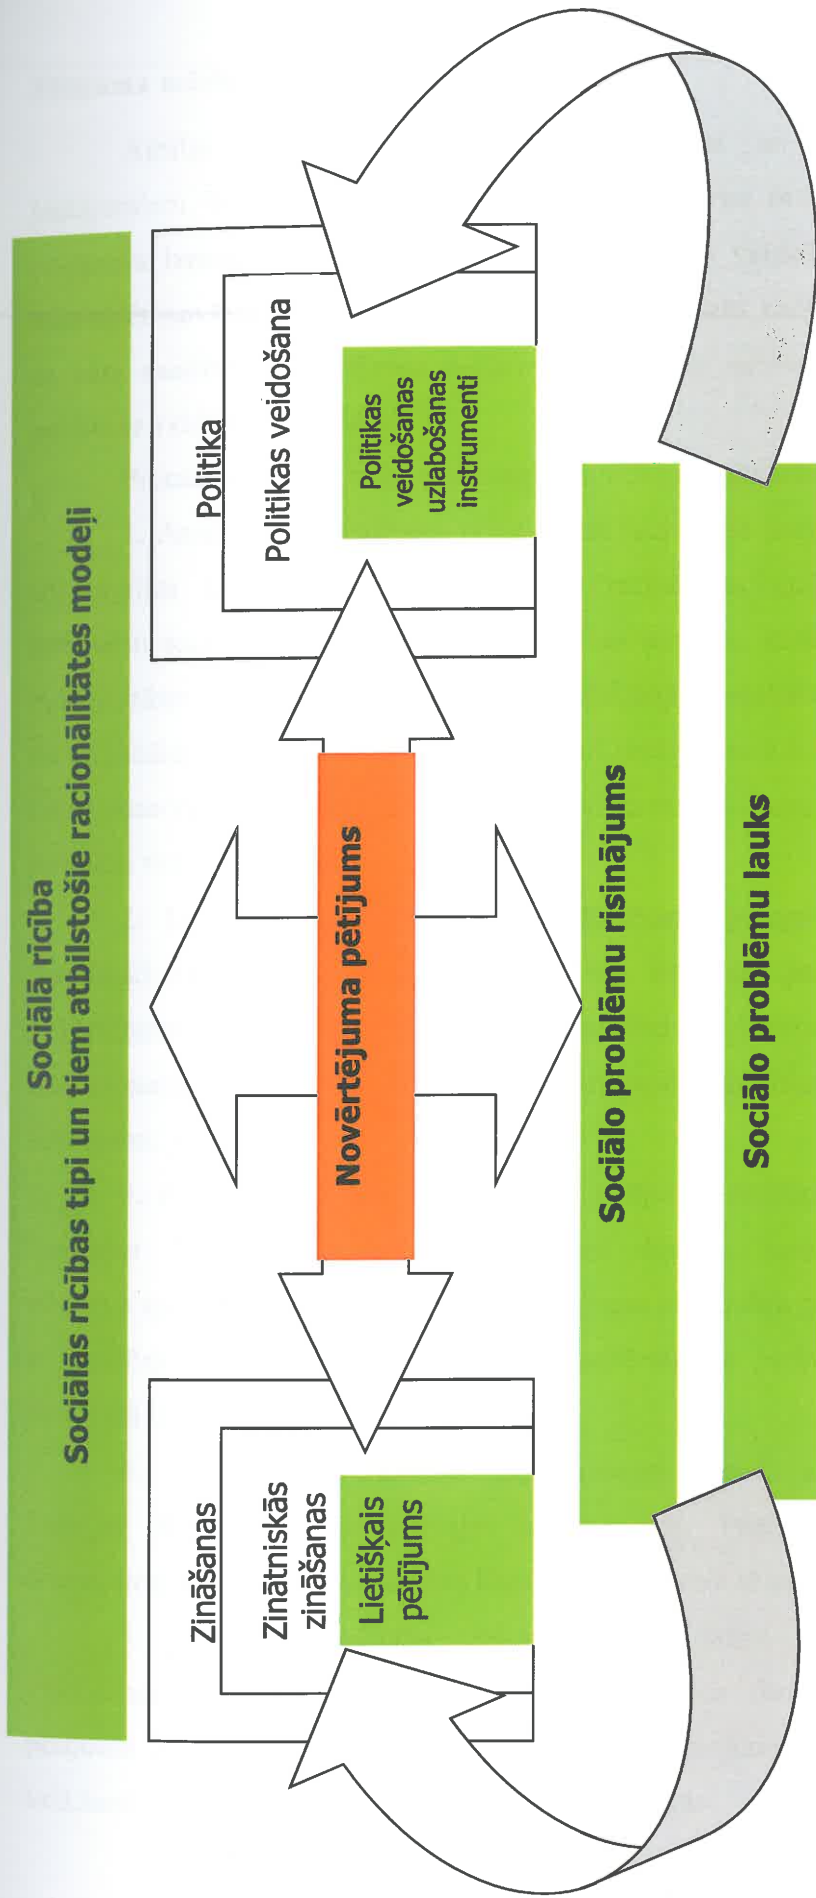 Sociālā rīcība
Sociālās rīcības tipi un tiem atbilstošie racionālitātes modeļi
Zināšanas
Zinātniskās
zināšanas
Lietišķais
pētījums
Novērtējuma pētījums
Politika
Politikas veidošana
Politikas
veidošanas
uzlabošanas
instrumenti
Sociālo problēmu risinājums
Sociālo problēmu lauks